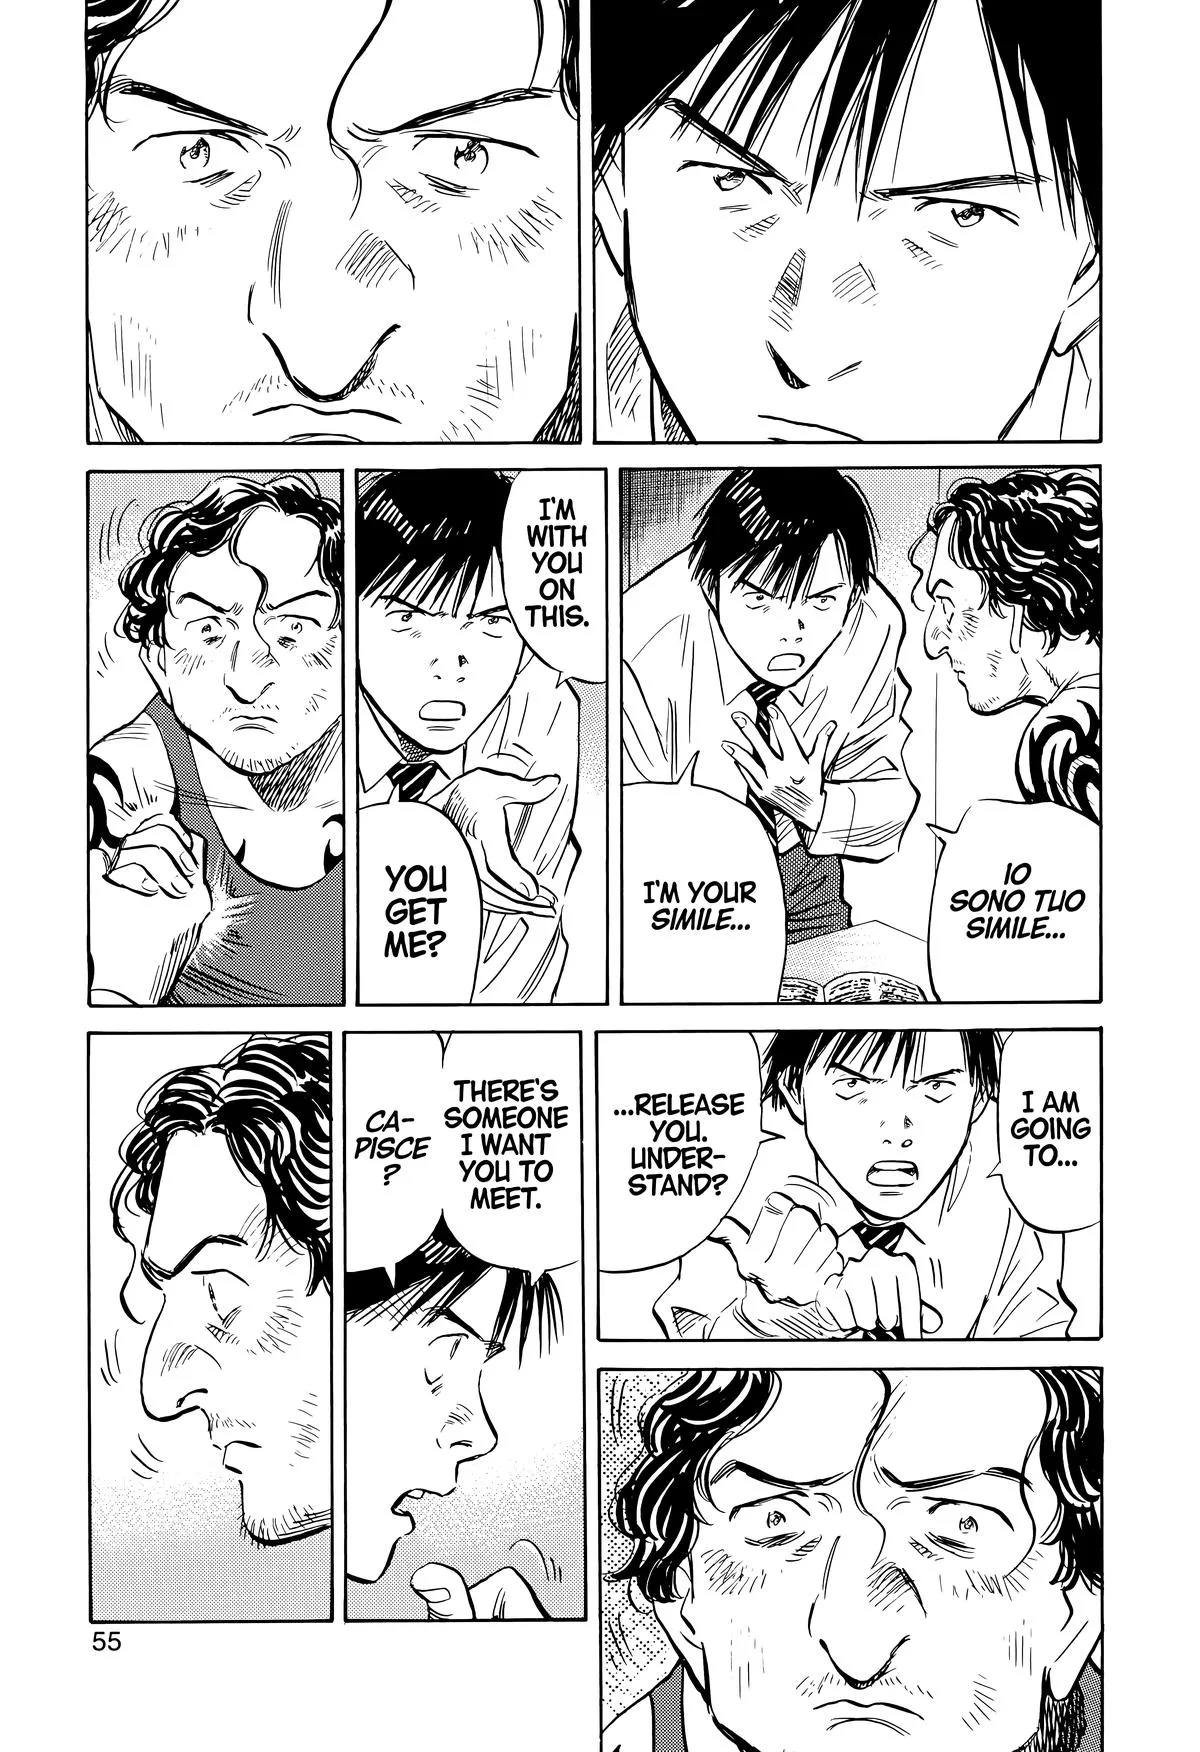 IO
SONO TUO
SIMILE...
I'M YOUR
SIMILE...
I'M
WITH
YOU
ON
THIS.
YOU
GET
ME?
I AM
GOING
TO...
...RELEASE
YOU.
UNDER-
STAND?
THERE'S
SOMEONE
I WANT
YOU TO
MEET.
CA-
PISCE
?
55